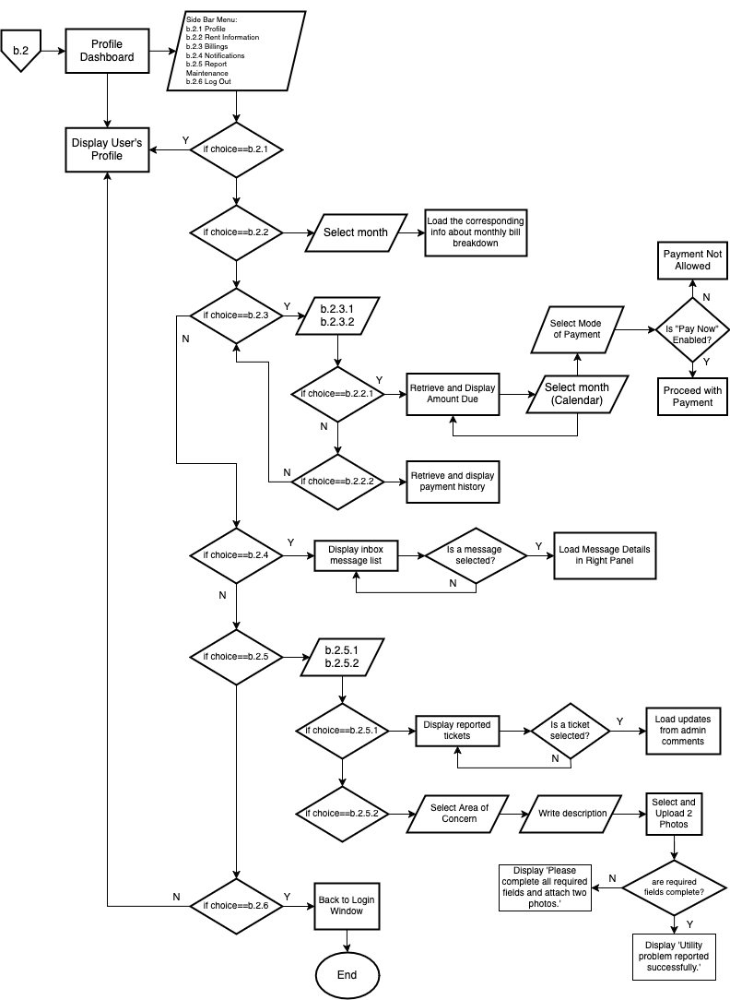 b.2
Profile
Dashboard
Side Bar Menu:
b.2.1 Profile
b.2.2 Rent Information
b.2.3 Billings
b.2.4 Notifications
b.2.5 Report
Maintenance
b.2.6 Log Out
Display User's
Profile
Y
if choice==b.2.1
if choice==b.2.2
Select month
Load the corresponding
info about monthly bill
breakdown
Payment Not
Allowed
N
if choice==b.2.3
Y
N
b.2.3.1
b.2.3.2
Select Mode
of Payment
Is "Pay Now"
Enabled?
Y
Proceed with
Payment
if choice==b.2.2.1
Y
N
Retrieve and Display
Amount Due
Select month
(Calendar)
if choice==b.2.2.2
N
Retrieve and display
payment history
if choice==b.2.4
Y
N
Display inbox
message list
Is a message
selected?
Y
N
Load Message Details
in Right Panel
if choice==b.2.5
b.2.5.1
b.2.5.2
if choice==b.2.5.1
Display reported
tickets
Is a ticket
selected?
Y
N
Load updates
from admin
comments
if choice==b.2.5.2
Select Area of
Concern
Write description
Select and
Upload 2
Photos
are required
fields complete?
N
Display 'Please
complete all required
fields and attach two
photos.'
Y
Display 'Utility
problem reported
successfully.'
N
if choice==b.2.6
Y
Back to Login
Window
End